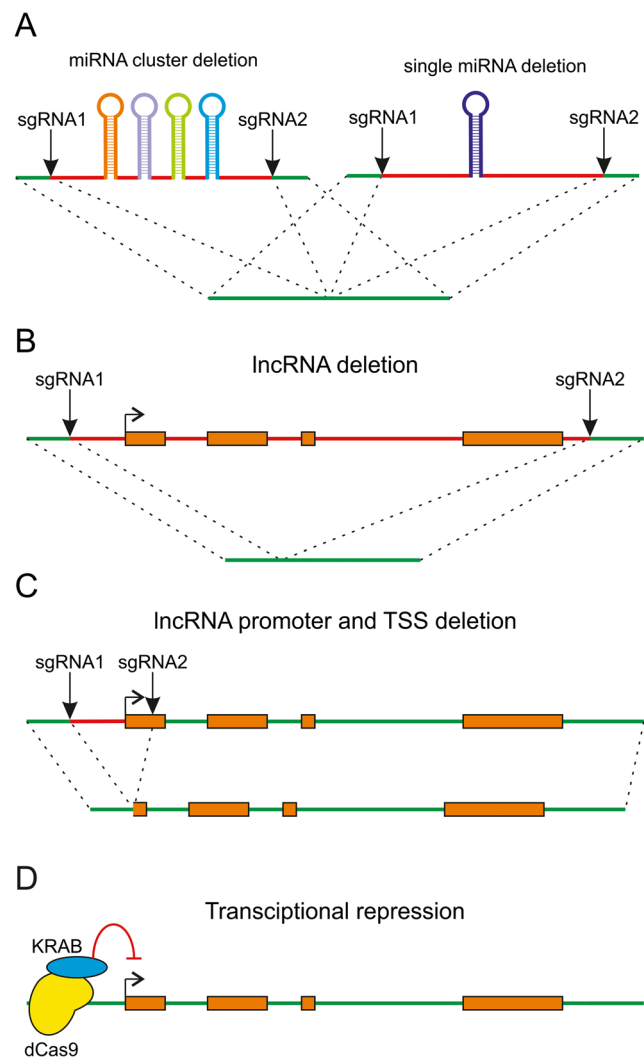 A
miRNA cluster deletion
single miRNA deletion
sgRNA1
sgRNA2
sgRNA1
sgRNA2
B
lncRNA deletion
sgRNA1
sgRNA2
C
lncRNA promoter and TSS deletion
sgRNA1
sgRNA2
D
Transciptional repression
KRAB
dCas9